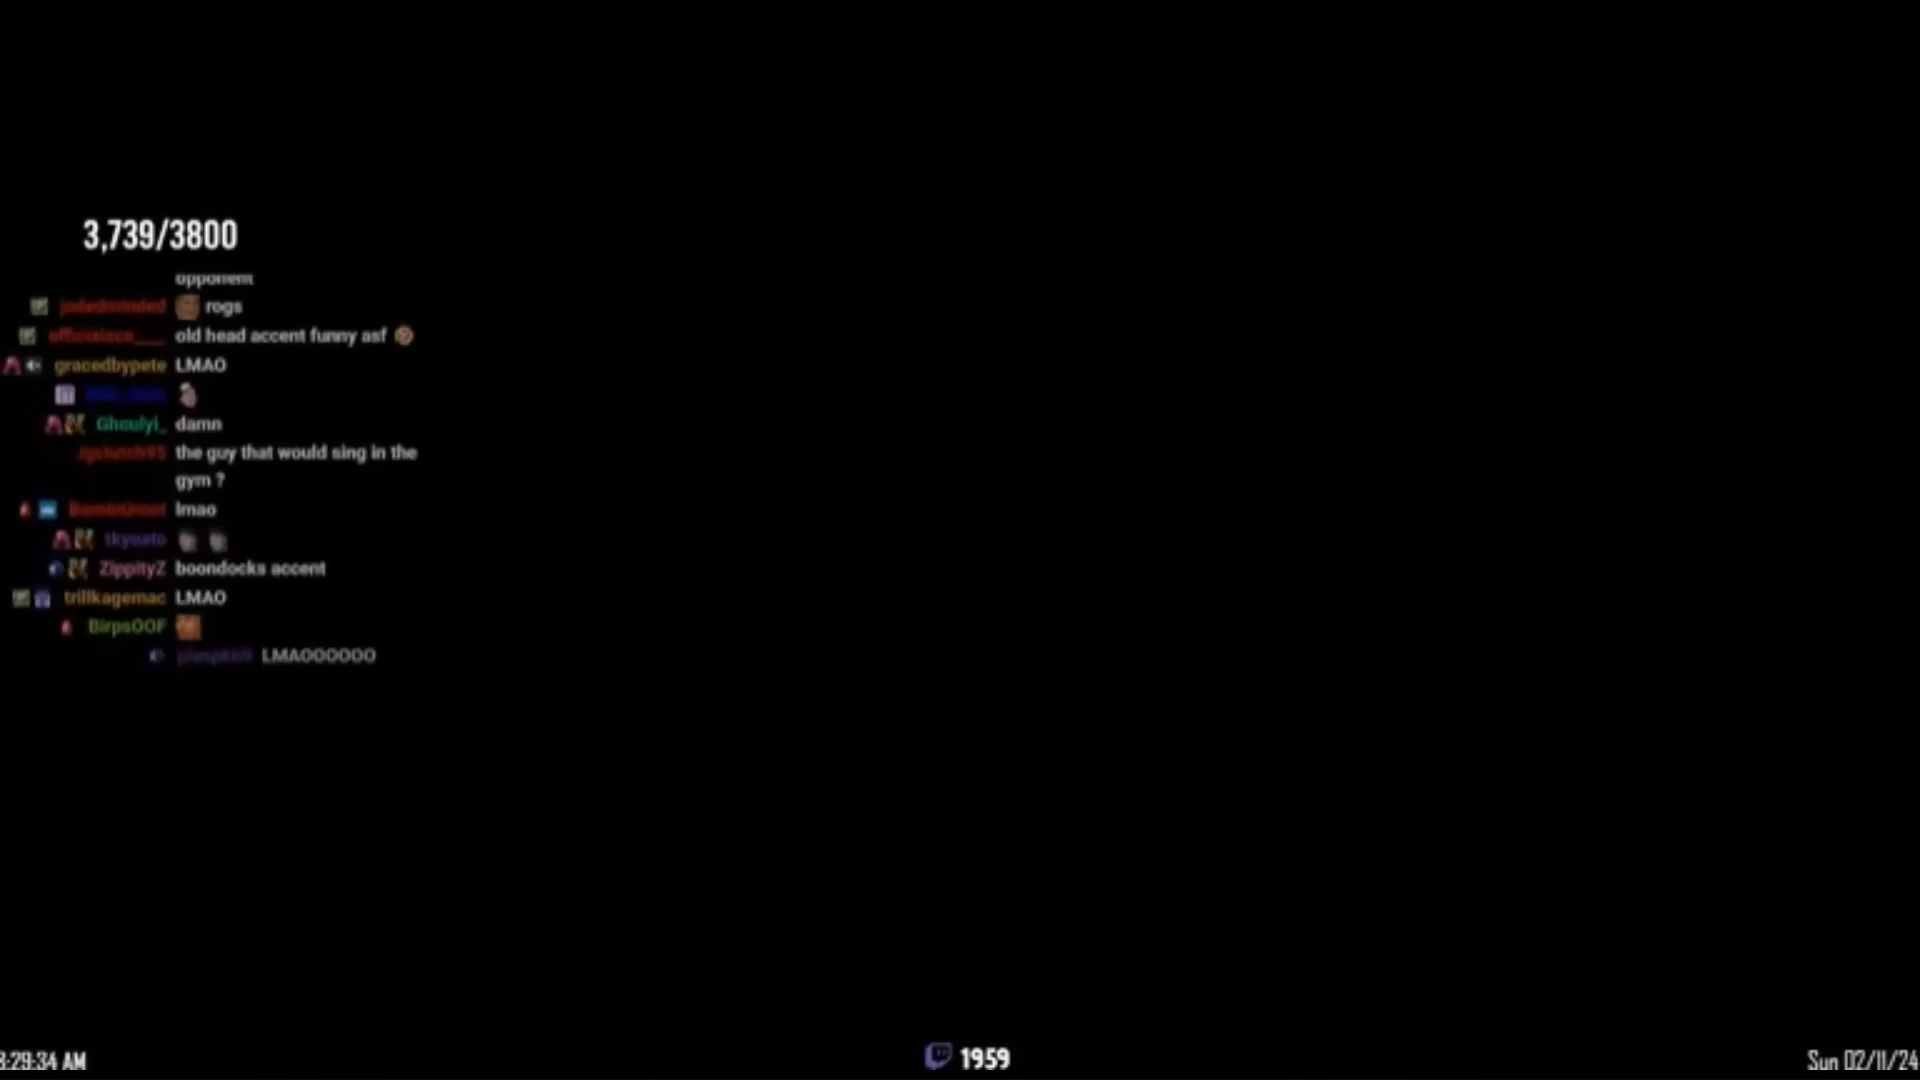 3,739/3800
opponent
jadedminded rogs
old head accent funny asf
gracedbypete LMAO
Ghoulyi_ damn
the guy that would sing in the
gym ?
lmao
tkyoato
ZippityZ boondocks accent
trillkagemac LMAO
BirpsOOF
LMAOOOOOO
:29:34 AM
1959
Sun 02/11/24